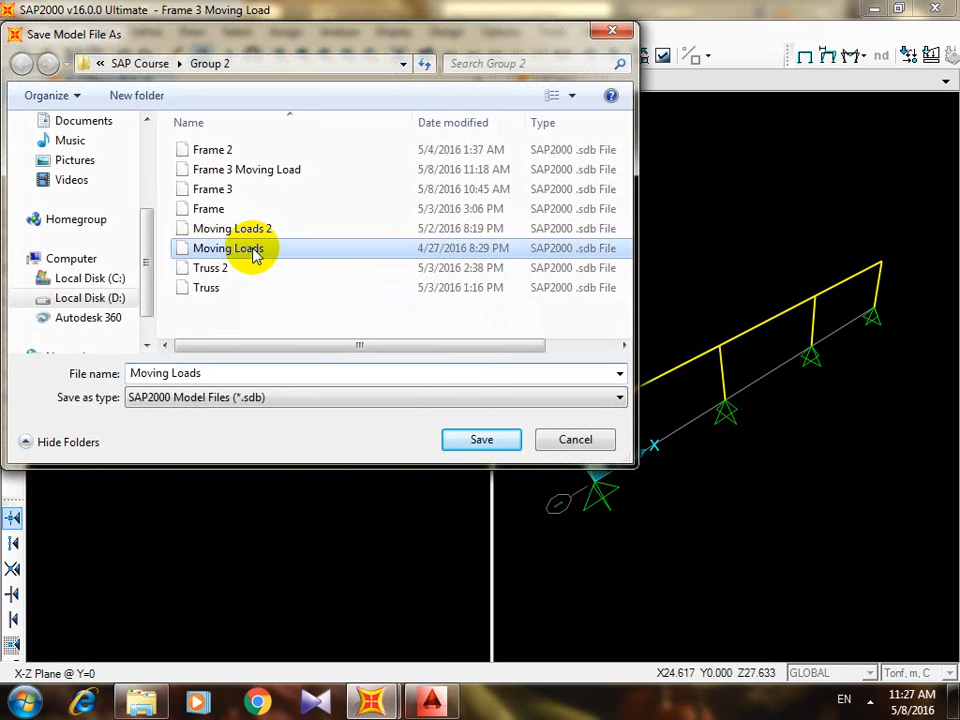 SAP2000 v16.0.0 Ultimate - Frame 3 Moving Load
Save Model File As
« SAP Course Group 2
Search Group 2
Organize
New folder
Name
Date modified
Type
Documents
Music
Pictures
Videos
Homegroup
Computer
Local Disk (C:)
Local Disk (D:)
Autodesk 360
Frame 2 5/4/2016 1:37 AM SAP2000 .sdb File
Frame 3 Moving Load 5/8/2016 11:18 AM SAP2000 .sdb File
Frame 3 5/8/2016 10:45 AM SAP2000 .sdb File
Frame 5/3/2016 3:06 PM SAP2000 .sdb File
Moving Loads 2 5/2/2016 8:19 PM SAP2000 .sdb File
Moving Loads 4/27/2016 8:29 PM SAP2000 .sdb File
Truss 2 5/3/2016 2:38 PM SAP2000 .sdb File
Truss 5/3/2016 1:16 PM SAP2000 .sdb File
File name: Moving Loads
Save as type: SAP2000 Model Files (*.sdb)
Hide Folders
Save
Cancel
nd
X
X-Z Plane @ Y=0
X24.617 Y0.000 Z27.633
GLOBAL
Tonf, m, C
EN
11:27 AM
5/8/2016